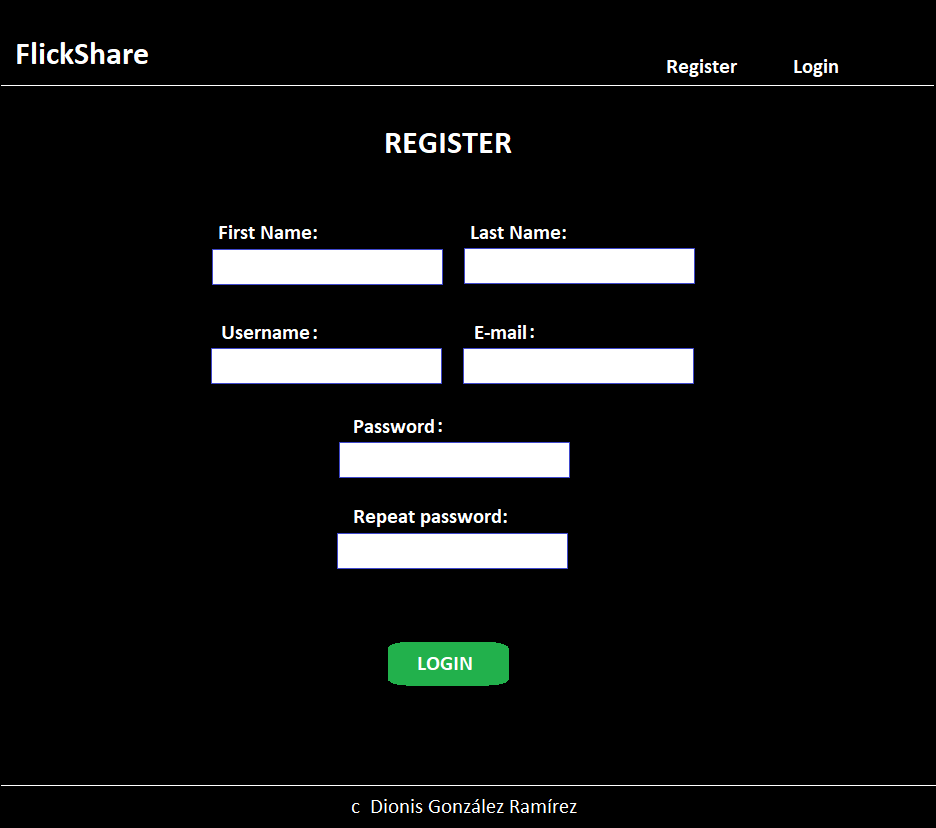 FlickShare
Register Login
REGISTER
First Name: Last Name:
Username: E-mail:
Password:
Repeat password:
LOGIN
c Dionis González Ramírez